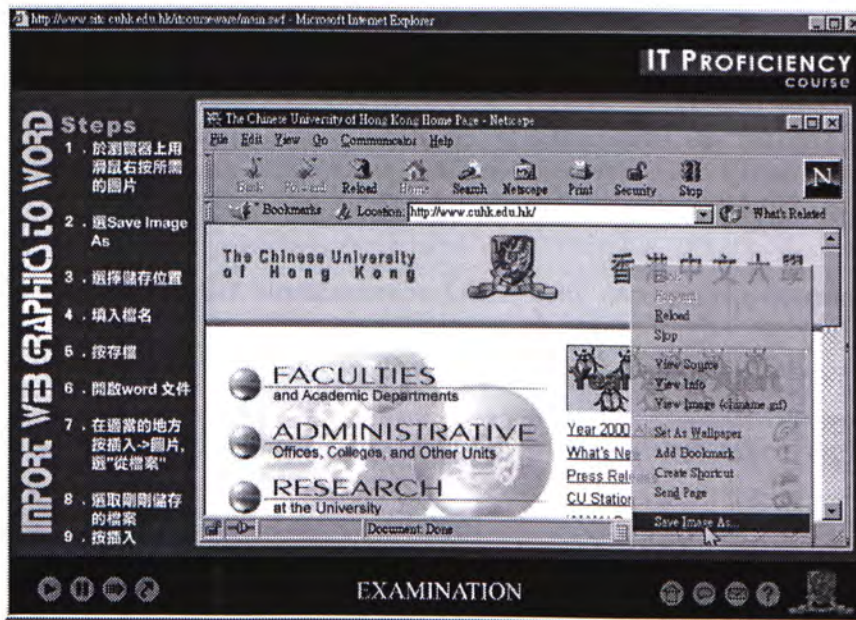 http://www.sitc.cuhk.edu.hk/itcourseware/main.swf - Microsoft Internet Explorer
IT PROFICIENCY
COURSE
IMPORT WEB GRAPHICS TO WORD
Steps
1 . 於瀏覽器上用
滑鼠右按所需
的圖片
2 . 選Save Image
As
3 . 選擇儲存位置
4 . 填入檔名
5 . 按存檔
6 . 開啟word 文件
7 . 在適當的地方
按插入->圖片,
選"從檔案"
8 . 選取剛剛儲存
的檔案
9 . 按插入
The Chinese University of Hong Kong Home Page - Netscape
File Edit View Go Communicator Help
Back Forward Reload Home Search Netscape Print Security Stop
N
Bookmarks Location: http://www.cuhk.edu.hk/ What's Related
The Chinese University
of Hong Kong
香港中文大學
FACULTIES
and Academic Departments
ADMINISTRATIVE
Offices, Colleges, and Other Units
RESEARCH
at the University
Year 2000
What's New
Press Rel
CU Station
Forward
Reload
Stop
View Source
View Info
View Image (chiname.gif)
Set As Wallpaper
Add Bookmark
Create Shortcut
Send Page
Save Image As...
Document: Done
EXAMINATION
?